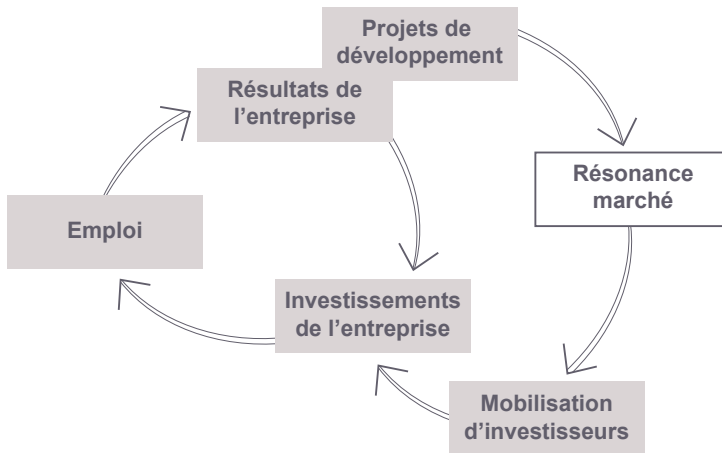 Projets de
développement
Résultats de
l’entreprise
Résonance
marché
Emploi
Investissements
de l’entreprise
Mobilisation
d’investisseurs